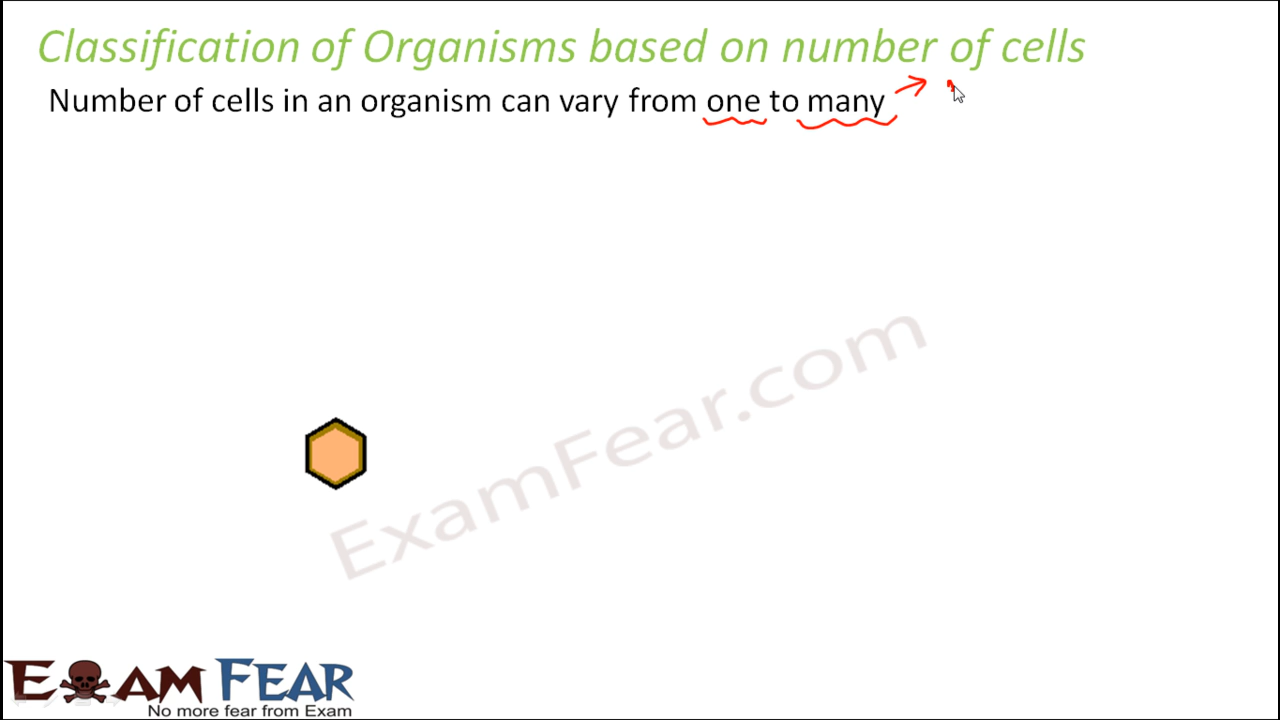 Classification of Organisms based on number of cells
Number of cells in an organism can vary from one to many
ExamFear.com
EXAM FEAR
No more fear from Exam